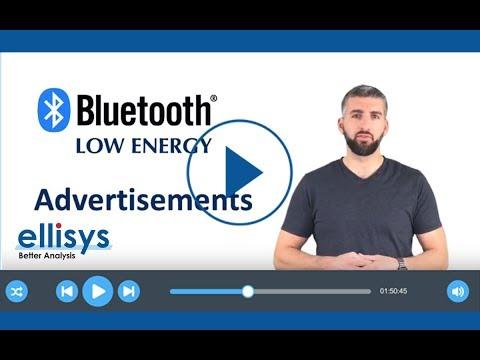 Bluetooth®
LOW ENERGY
Advertisements
ellisys
Better Analysis
01:50:45